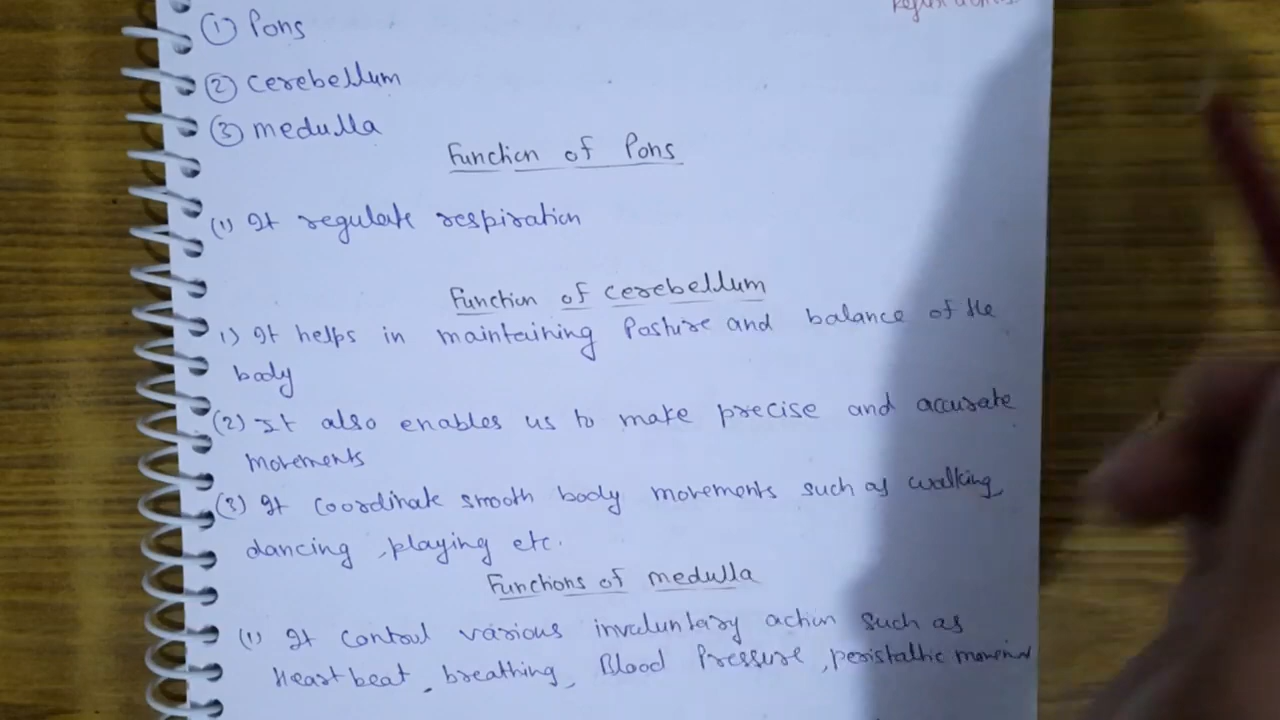 ① Pons
② Cerebellum
③ medulla
Function of Pons
(1) It regulate respiration
Function of cerebellum
1) It helps in maintaining Posture and balance of the
body
(2) It also enables us to make precise and accurate
movements
(3) It coordinate smooth body movements such as walking,
dancing, playing etc.
Functions of medulla
(1) It control various involuntary action such as
Heart beat, breathing, Blood Pressure, peristaltic movement